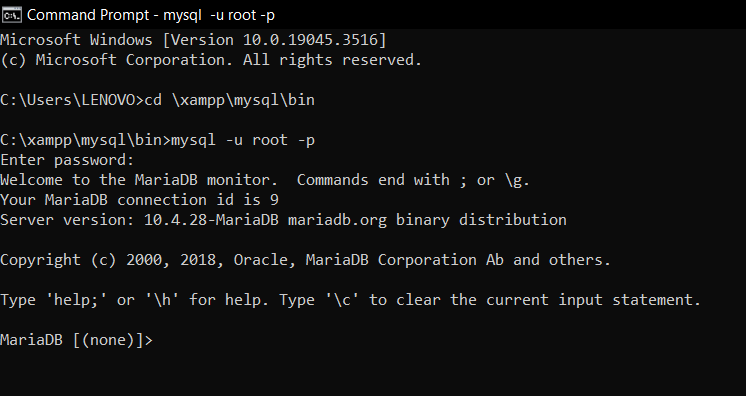 Command Prompt - mysql -u root -p
Microsoft Windows [Version 10.0.19045.3516]
(c) Microsoft Corporation. All rights reserved.
C:\Users\LENOVO>cd \xampp\mysql\bin
C:\xampp\mysql\bin>mysql -u root -p
Enter password:
Welcome to the MariaDB monitor.  Commands end with ; or \g.
Your MariaDB connection id is 9
Server version: 10.4.28-MariaDB mariadb.org binary distribution
Copyright (c) 2000, 2018, Oracle, MariaDB Corporation Ab and others.
Type 'help;' or '\h' for help. Type '\c' to clear the current input statement.
MariaDB [(none)]>